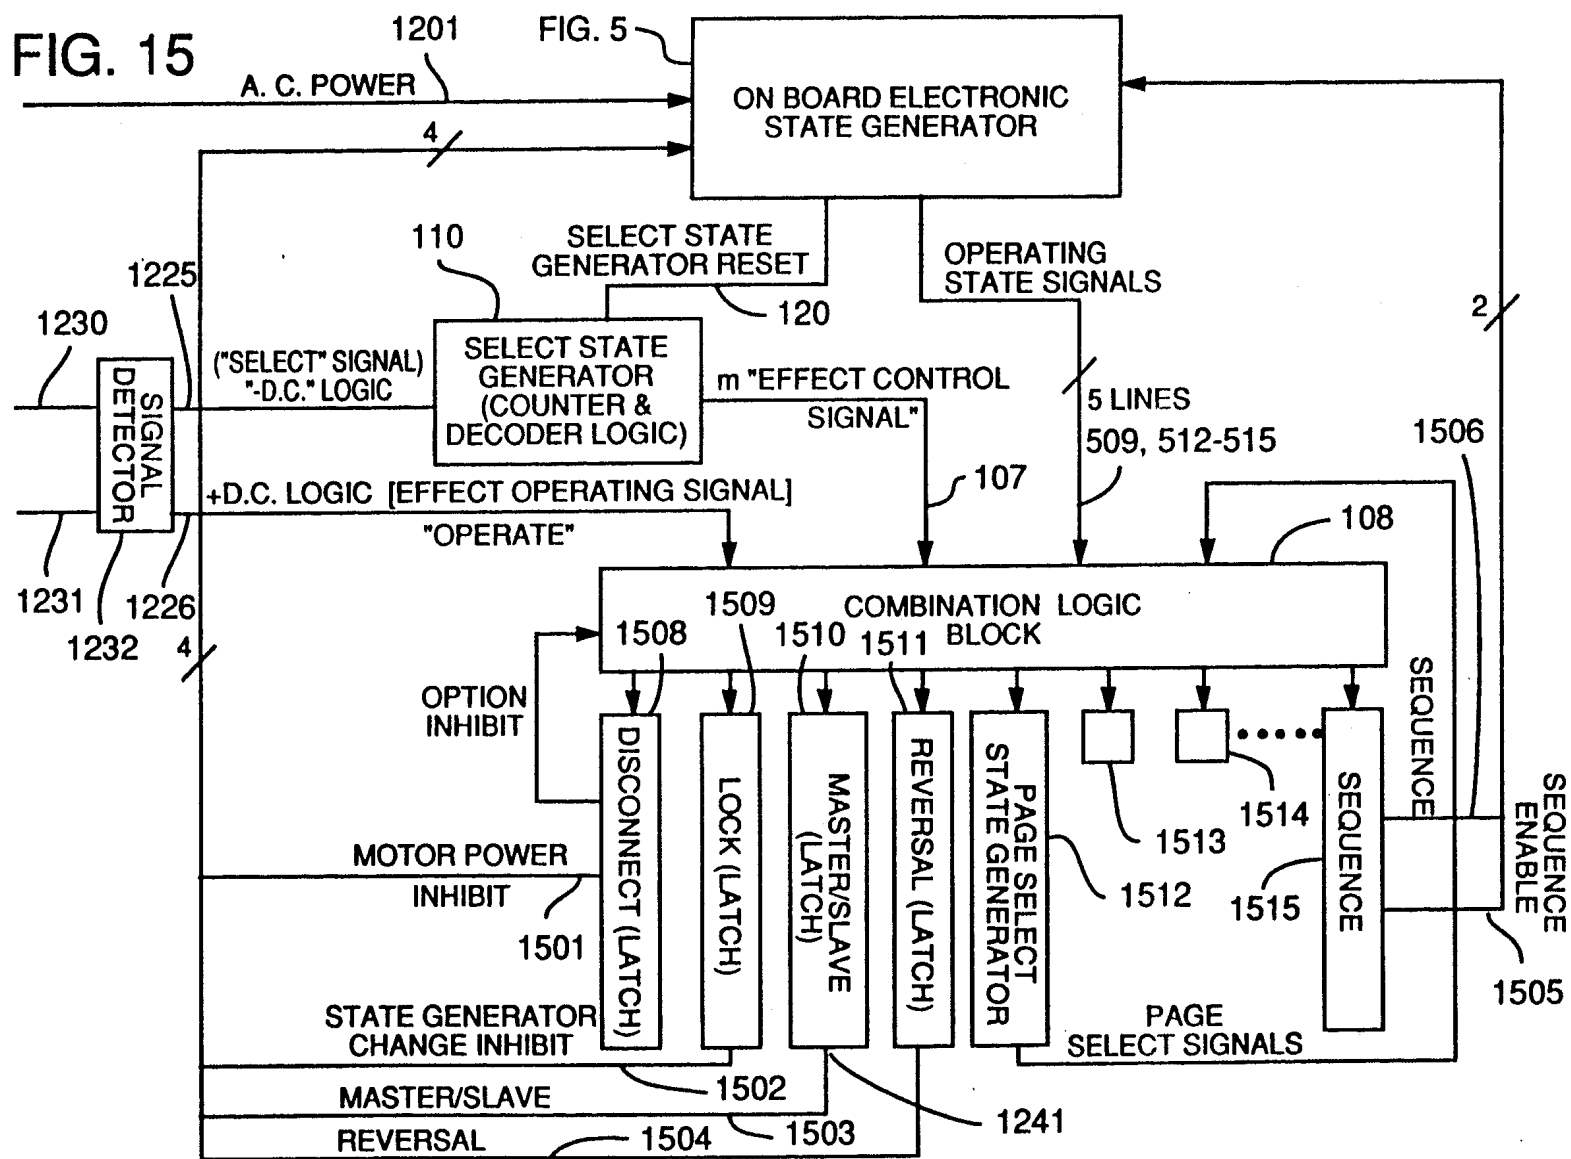 FIG. 15
1201
FIG. 5
A. C. POWER
ON BOARD ELECTRONIC
STATE GENERATOR
4
110
SELECT STATE
GENERATOR RESET
120
OPERATING
STATE SIGNALS
2
1225
1230
("SELECT" SIGNAL)
"-D.C." LOGIC
SELECT STATE
GENERATOR
(COUNTER &
DECODER LOGIC)
m "EFFECT CONTROL
SIGNAL"
5 LINES
509, 512-515
1506
SIGNAL
DETECTOR
+D.C. LOGIC [EFFECT OPERATING SIGNAL]
"OPERATE"
107
108
1231
1226
1232
4
COMBINATION LOGIC
BLOCK
1508
1509
1510
1511
OPTION
INHIBIT
DISCONNECT (LATCH)
LOCK (LATCH)
MASTER/SLAVE
(LATCH)
REVERSAL (LATCH)
PAGE SELECT
STATE GENERATOR
1513
1514
SEQUENCE
SEQUENCE
SEQUENCE
ENABLE
MOTOR POWER
INHIBIT
1501
1512
1515
1505
STATE GENERATOR
CHANGE INHIBIT
1502
PAGE
SELECT SIGNALS
MASTER/SLAVE
1503
1241
REVERSAL
1504